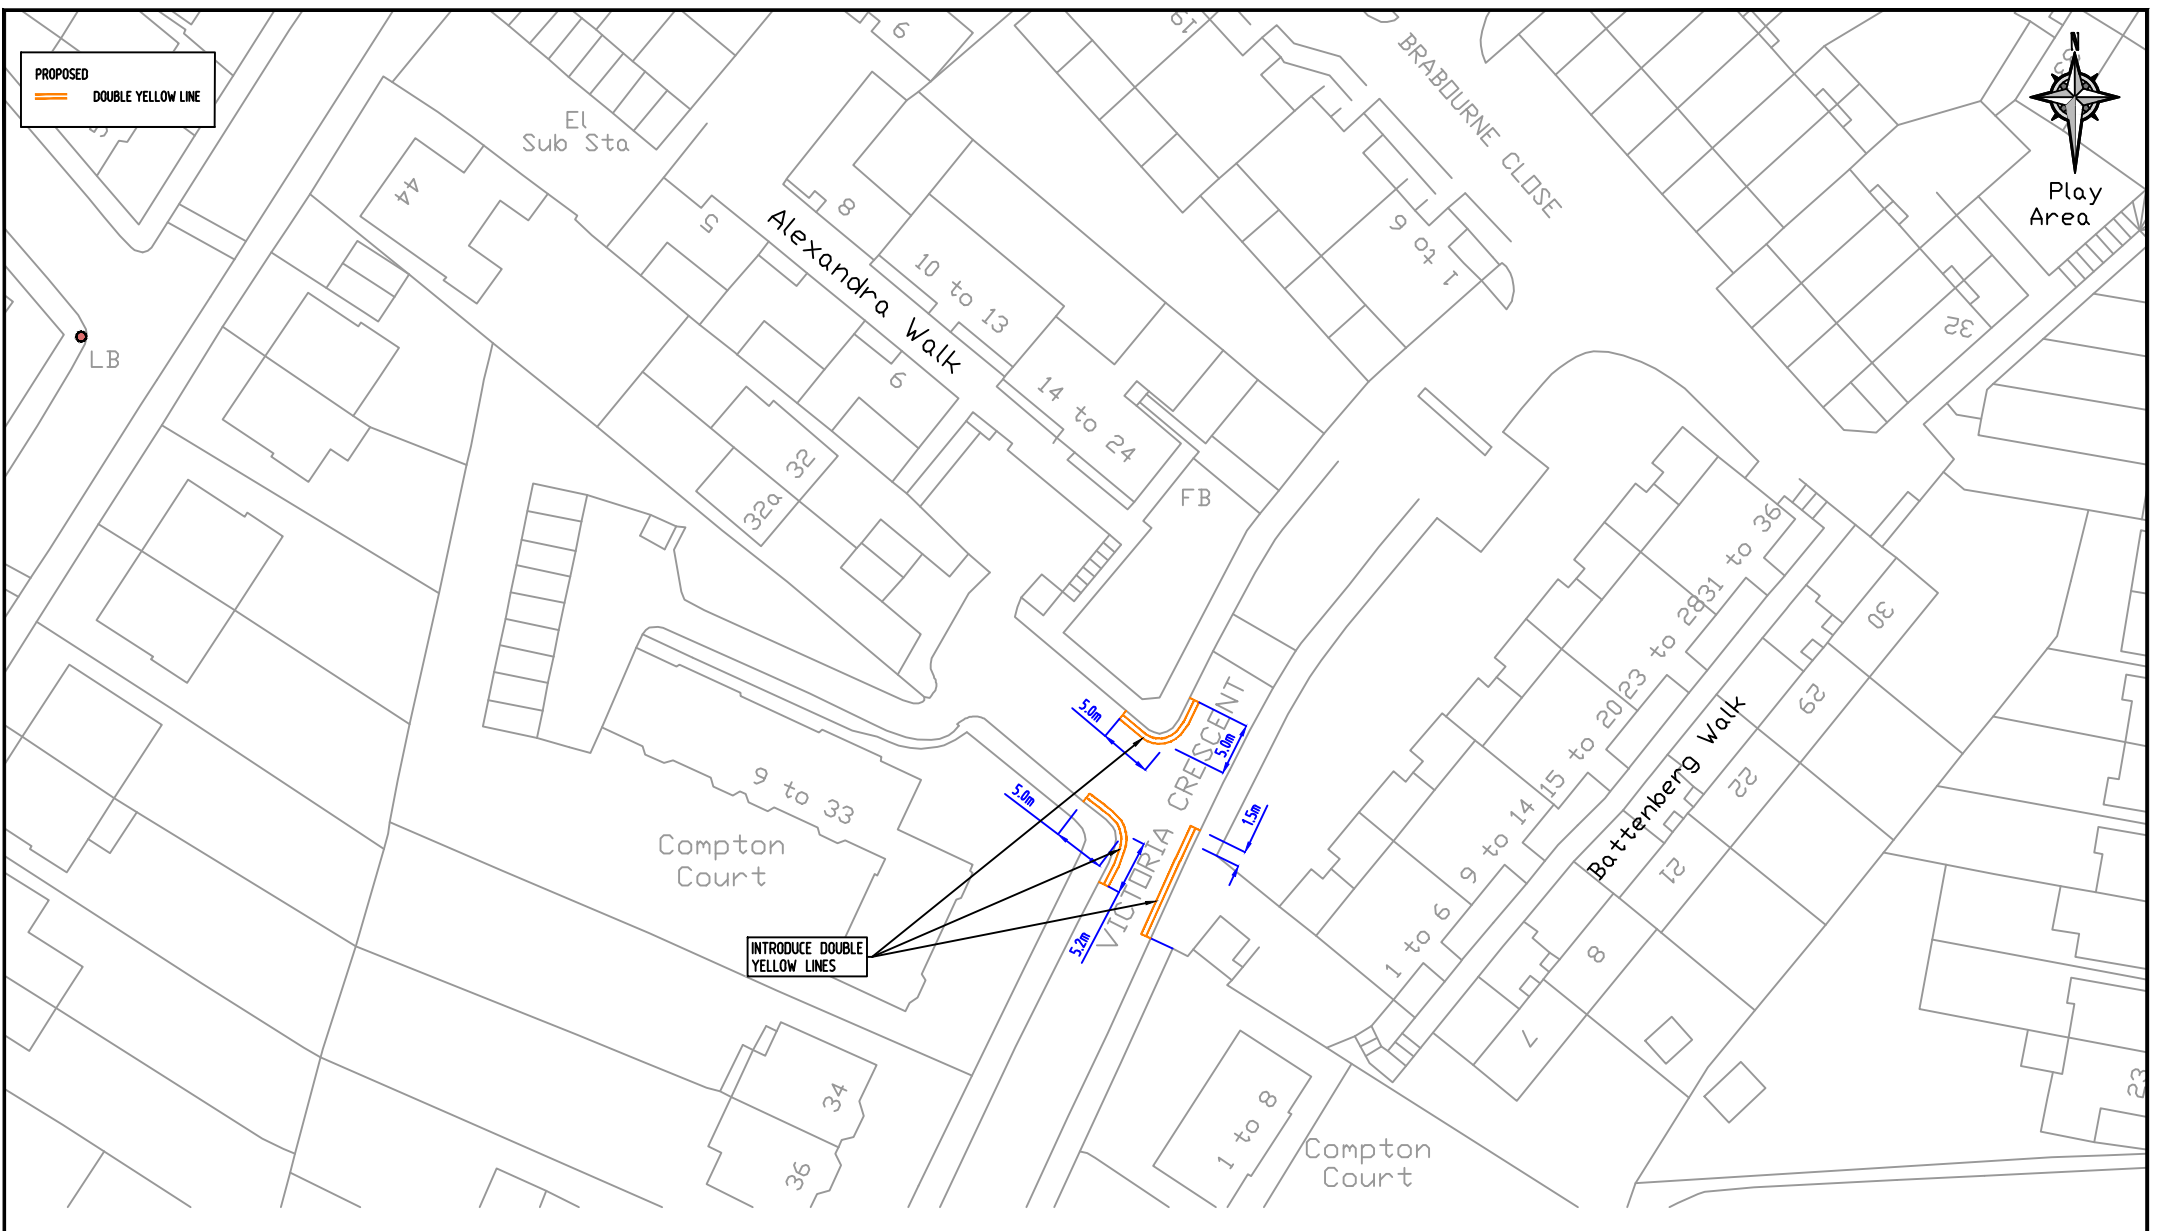 PROPOSED
DOUBLE YELLOW LINE
N
Play
Area
El
Sub Sta
BRABOURNE CLOSE
19
9
44
5
8
Alexandra Walk
10 to 13
1 to 6
32
LB
6
14 to 24
32
32a
FB
31 to 36
23 to 28
15 to 20
9 to 14
1 to 6
30
29
22
21
8
7
Battenberg Walk
5.0m
5.0m
VICTORIA CRESCENT
5.0m
1.5m
5.2m
9 to 33
Compton
Court
INTRODUCE DOUBLE
YELLOW LINES
34
36
1 to 8
Compton
Court
23